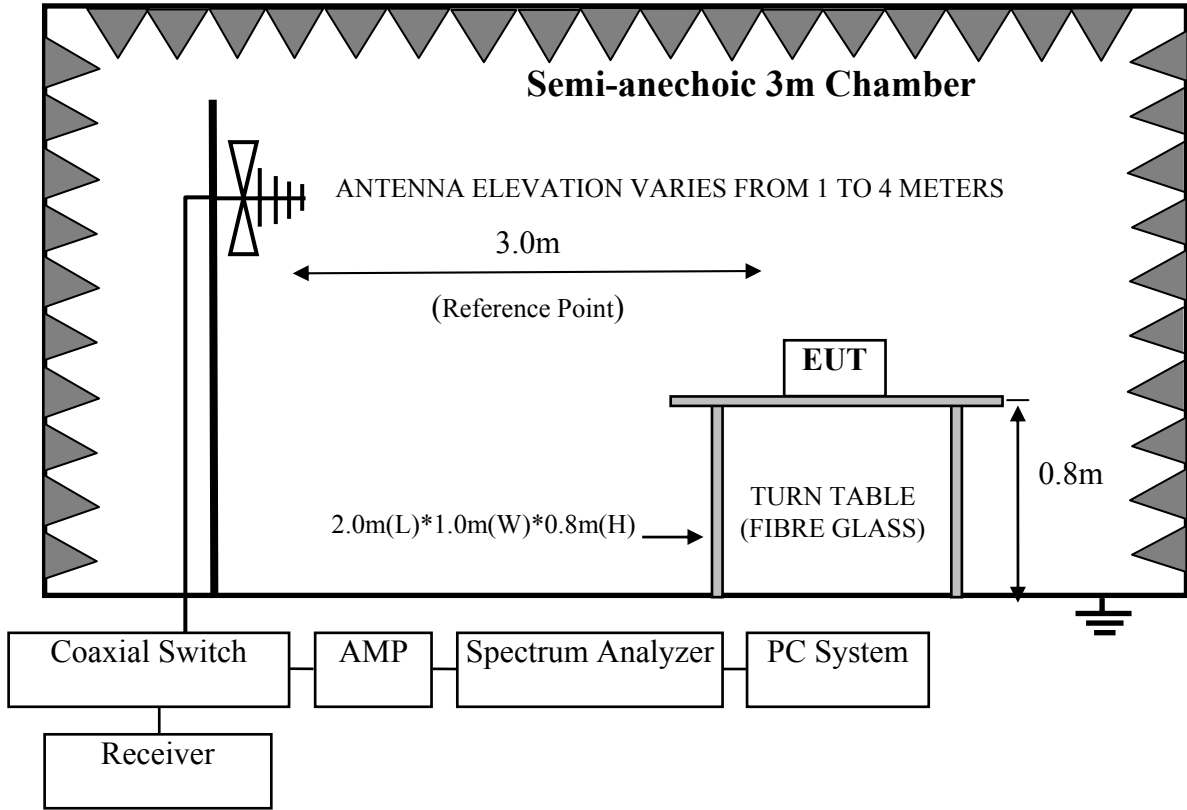 Semi-anechoic 3m Chamber
ANTENNA ELEVATION VARIES FROM 1 TO 4 METERS
3.0m
(Reference Point)
EUT
0.8m
TURN TABLE
(FIBRE GLASS)
2.0m(L)*1.0m(W)*0.8m(H)
Coaxial Switch
AMP
Spectrum Analyzer
PC System
Receiver